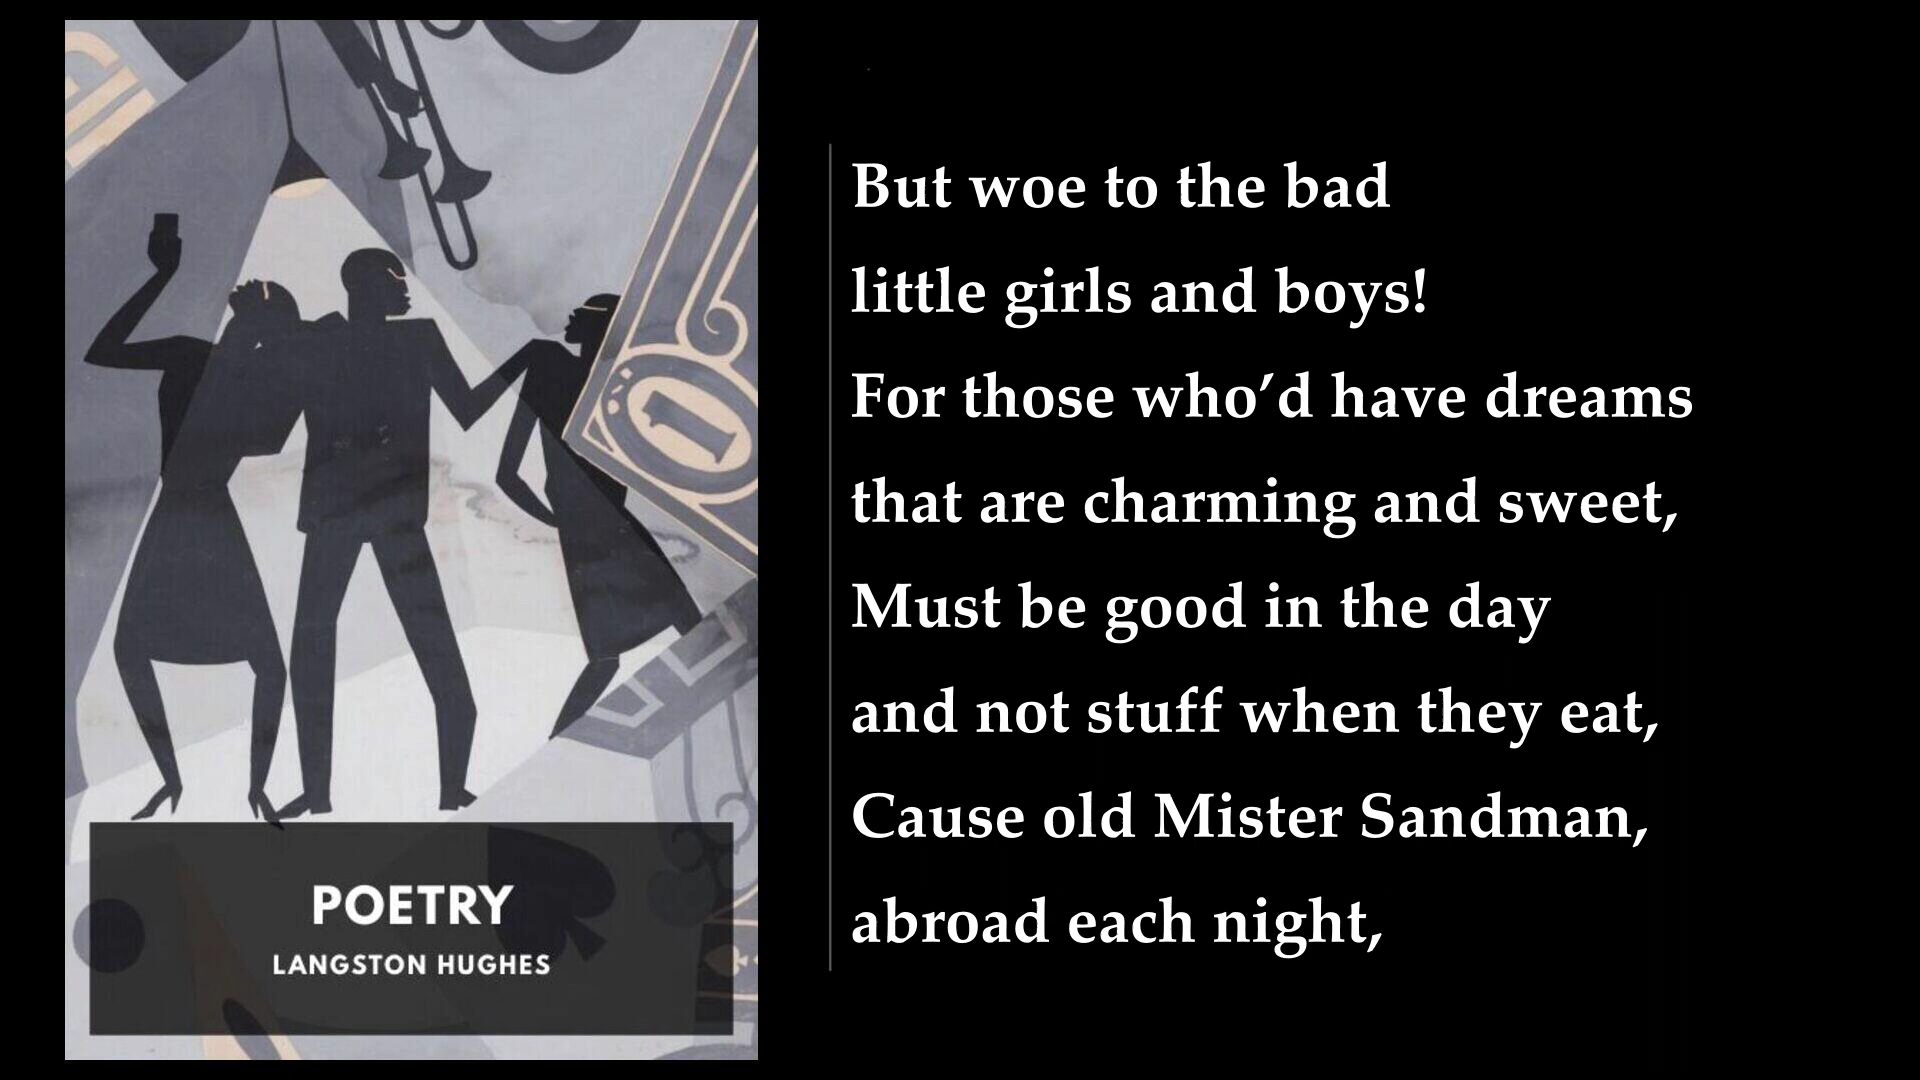 But woe to the bad
little girls and boys!
For those who’d have dreams
that are charming and sweet,
Must be good in the day
and not stuff when they eat,
Cause old Mister Sandman,
abroad each night,
POETRY
LANGSTON HUGHES